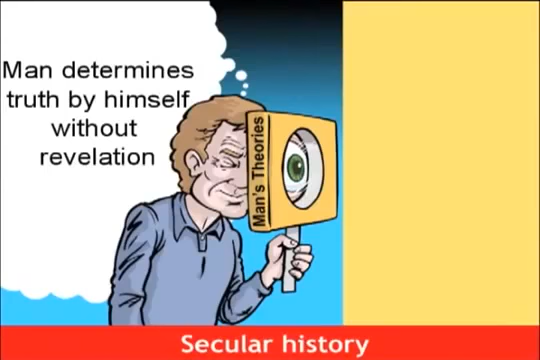 Man determines
truth by himself
without
revelation
Man's Theories
Secular history